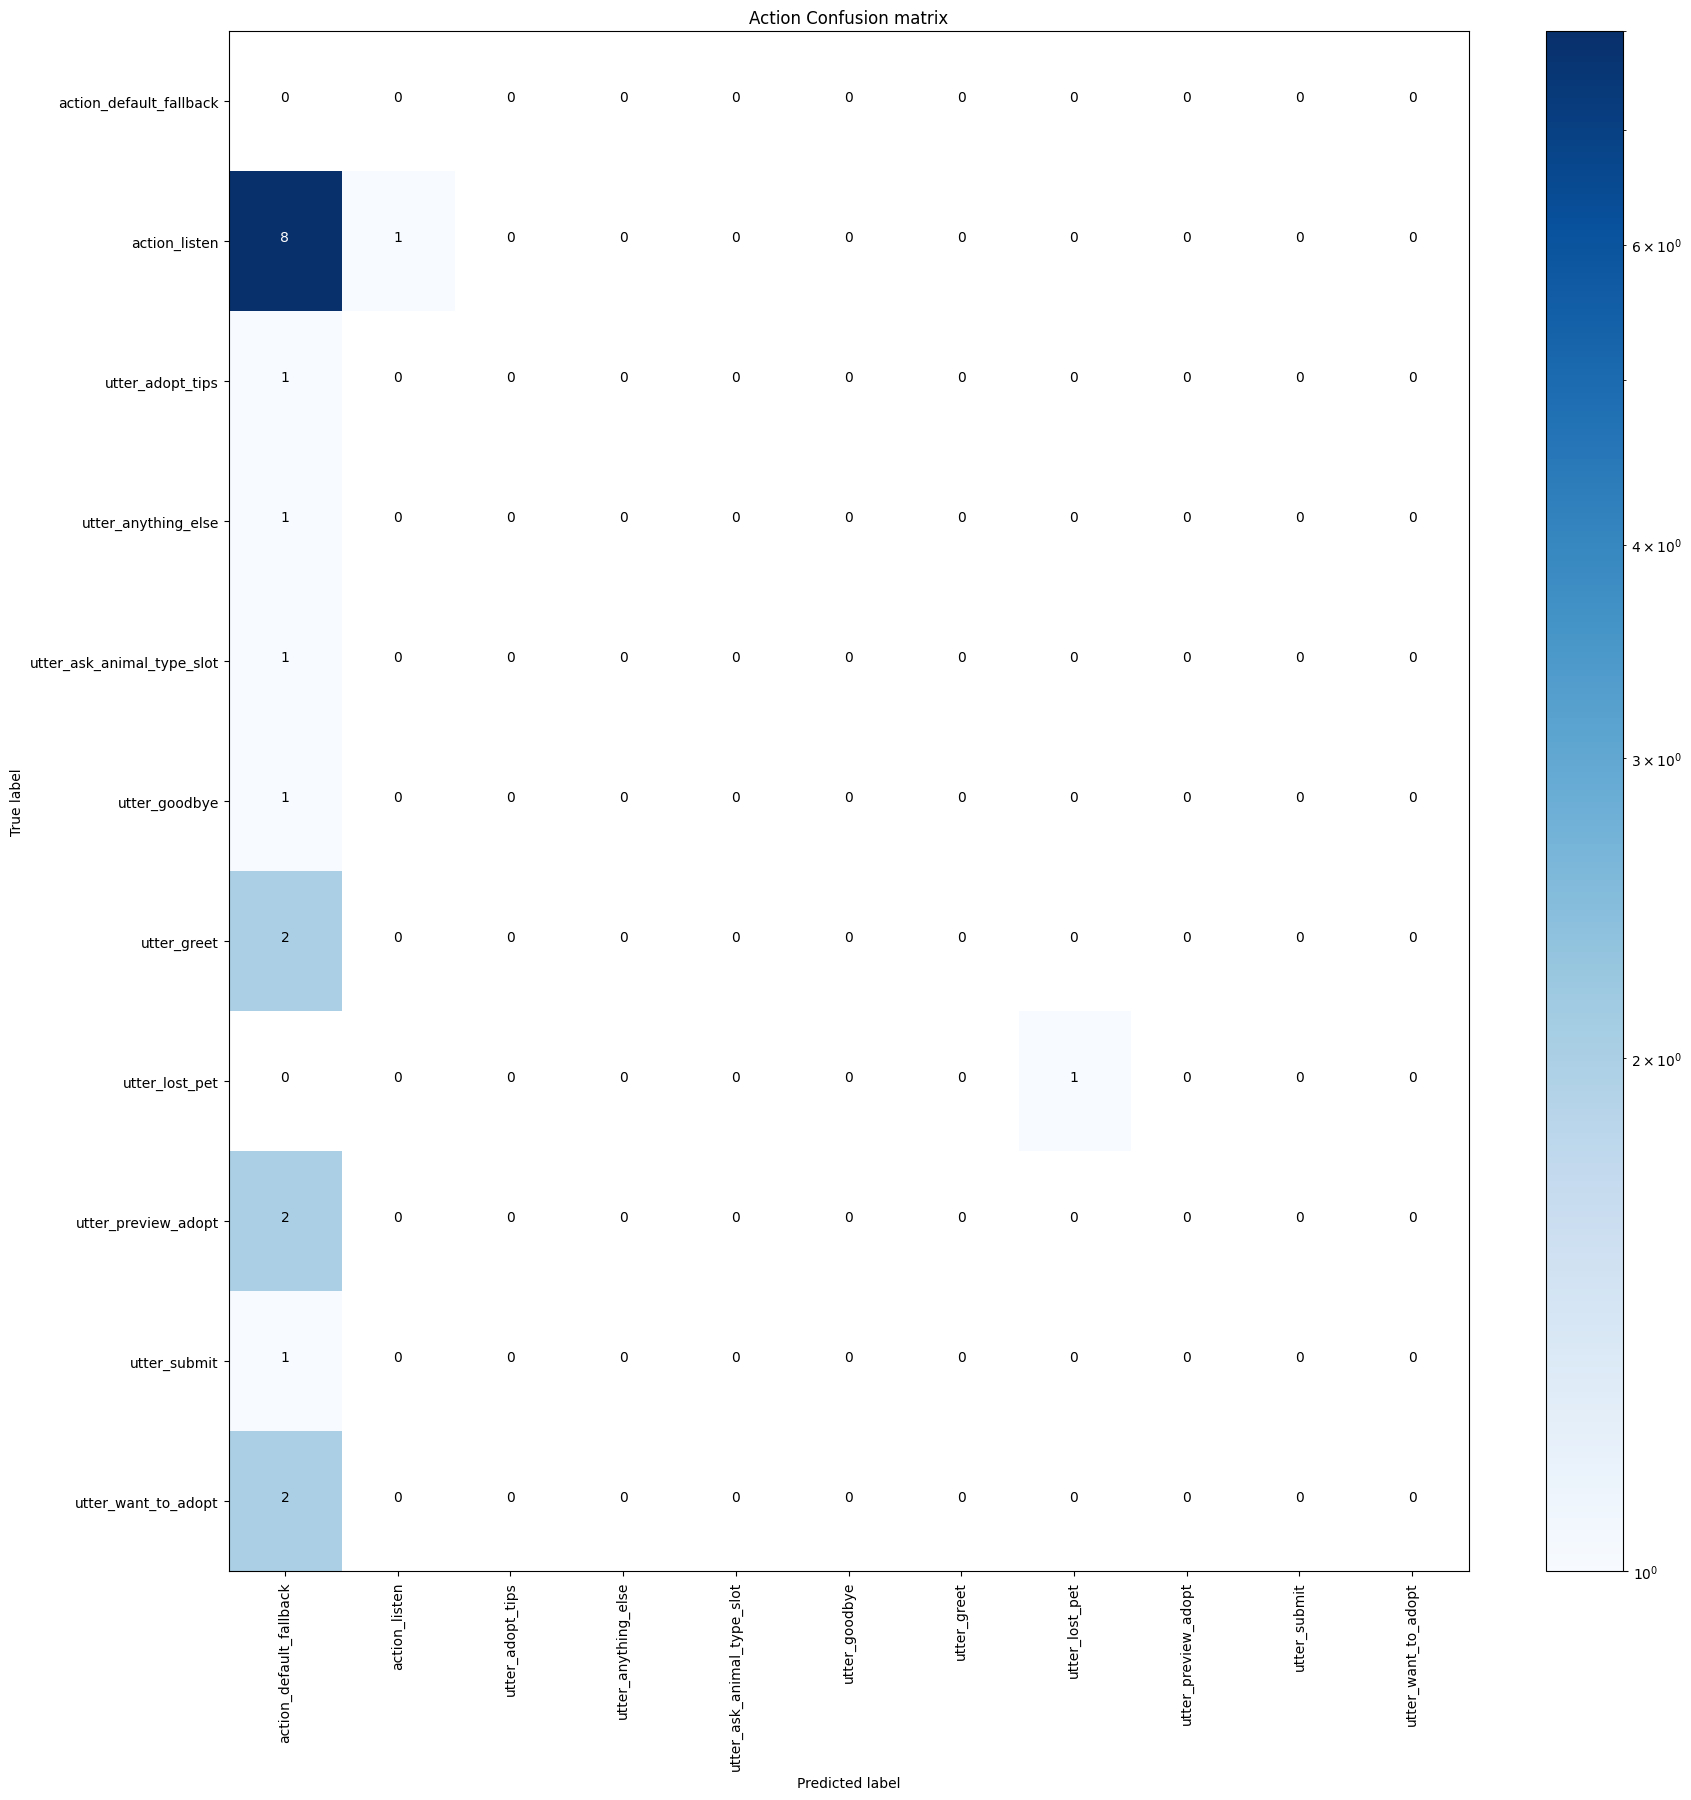 Action Confusion matrix
True label
action_default_fallback 0 0 0 0 0 0 0 0 0 0 0
action_listen 8 1 0 0 0 0 0 0 0 0 0
utter_adopt_tips 1 0 0 0 0 0 0 0 0 0 0
utter_anything_else 1 0 0 0 0 0 0 0 0 0 0
utter_ask_animal_type_slot 1 0 0 0 0 0 0 0 0 0 0
utter_goodbye 1 0 0 0 0 0 0 0 0 0 0
utter_greet 2 0 0 0 0 0 0 0 0 0 0
utter_lost_pet 0 0 0 0 0 0 0 1 0 0 0
utter_preview_adopt 2 0 0 0 0 0 0 0 0 0 0
utter_submit 1 0 0 0 0 0 0 0 0 0 0
utter_want_to_adopt 2 0 0 0 0 0 0 0 0 0 0
action_default_fallback
action_listen
utter_adopt_tips
utter_anything_else
utter_ask_animal_type_slot
utter_goodbye
utter_greet
utter_lost_pet
utter_preview_adopt
utter_submit
utter_want_to_adopt
Predicted label
6 × 10⁰
4 × 10⁰
3 × 10⁰
2 × 10⁰
10⁰